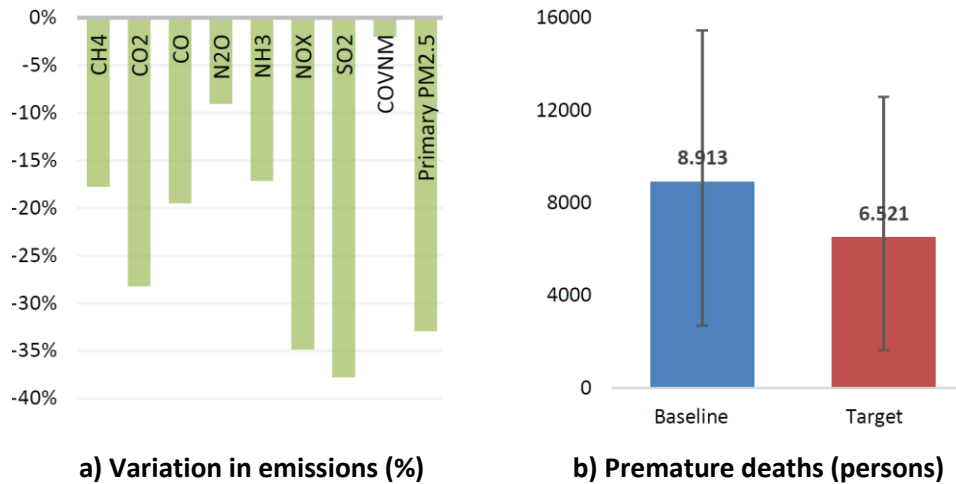 0%
-5%
-10%
-15%
-20%
-25%
-30%
-35%
-40%
CH4
CO2
CO
N2O
NH3
NOX
SO2
COVNM
Primary PM2.5
a) Variation in emissions (%)
16000
12000
8000
4000
0
8.913
6.521
Baseline
Target
b) Premature deaths (persons)